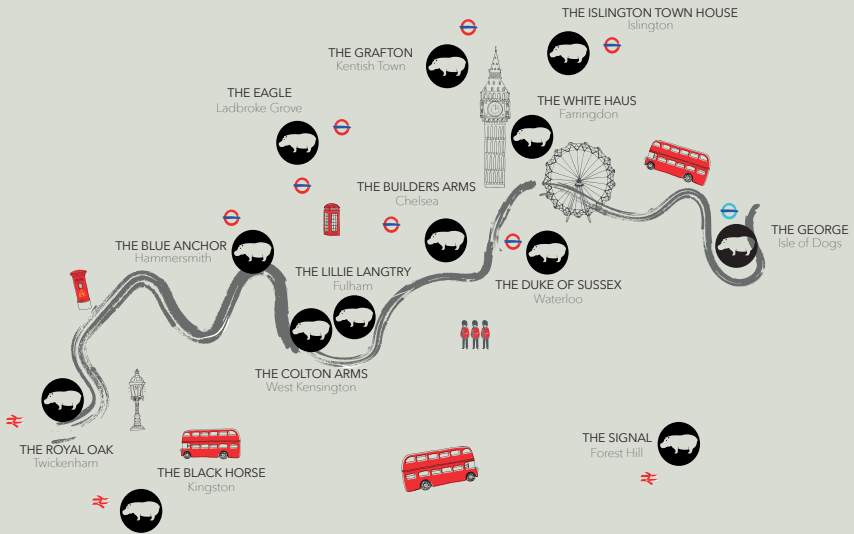 THE ISLINGTON TOWN HOUSE
Islington
THE GRAFTON
Kentish Town
THE EAGLE
Ladbroke Grove
THE WHITE HAUS
Farringdon
THE BUILDERS ARMS
Chelsea
THE BLUE ANCHOR
Hammersmith
THE GEORGE
Isle of Dogs
THE LILLIE LANGTRY
Fulham
THE DUKE OF SUSSEX
Waterloo
THE COLTON ARMS
West Kensington
THE ROYAL OAK
Twickenham
THE SIGNAL
Forest Hill
THE BLACK HORSE
Kingston